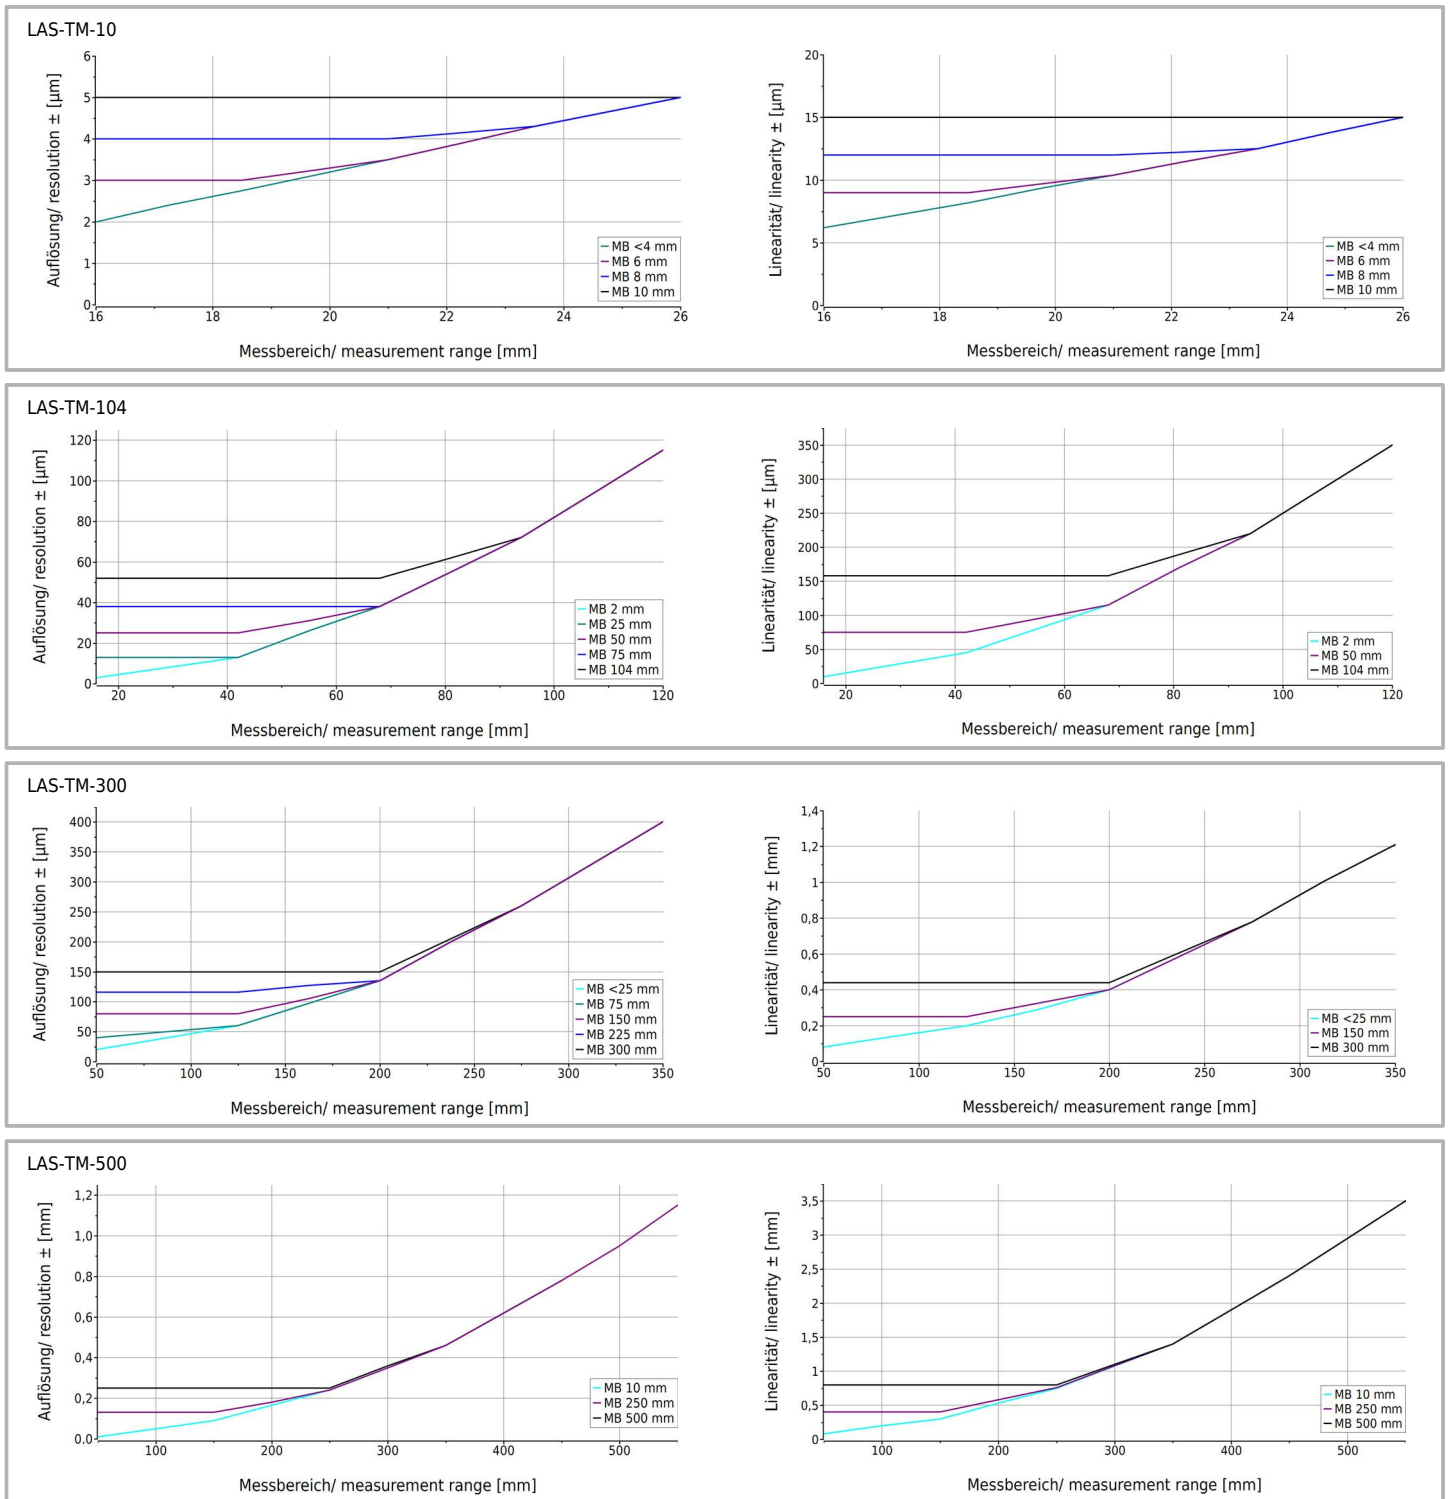 LAS-TM-10
Auflösung/ resolution ± [µm]
6
5
4
3
2
1
0
16 18 20 22 24 26
Messbereich/ measurement range [mm]
MB <4 mm
MB 6 mm
MB 8 mm
MB 10 mm
Linearität/ linearity ± [µm]
20
15
10
5
0
16 18 20 22 24 26
Messbereich/ measurement range [mm]
MB <4 mm
MB 6 mm
MB 8 mm
MB 10 mm
LAS-TM-104
Auflösung/ resolution ± [µm]
120
100
80
60
40
20
0
20 40 60 80 100 120
Messbereich/ measurement range [mm]
MB 2 mm
MB 25 mm
MB 50 mm
MB 75 mm
MB 104 mm
Linearität/ linearity ± [µm]
350
300
250
200
150
100
50
0
20 40 60 80 100 120
Messbereich/ measurement range [mm]
MB 2 mm
MB 50 mm
MB 104 mm
LAS-TM-300
Auflösung/ resolution ± [µm]
400
350
300
250
200
150
100
50
0
50 100 150 200 250 300 350
Messbereich/ measurement range [mm]
MB <25 mm
MB 75 mm
MB 150 mm
MB 225 mm
MB 300 mm
Linearität/ linearity ± [mm]
1,4
1,2
1
0,8
0,6
0,4
0,2
0
50 100 150 200 250 300 350
Messbereich/ measurement range [mm]
MB <25 mm
MB 150 mm
MB 300 mm
LAS-TM-500
Auflösung/ resolution ± [mm]
1,2
1,0
0,8
0,6
0,4
0,2
0,0
100 200 300 400 500
Messbereich/ measurement range [mm]
MB 10 mm
MB 250 mm
MB 500 mm
Linearität/ linearity ± [mm]
3,5
3
2,5
2
1,5
1
0,5
0
100 200 300 400 500
Messbereich/ measurement range [mm]
MB 10 mm
MB 250 mm
MB 500 mm